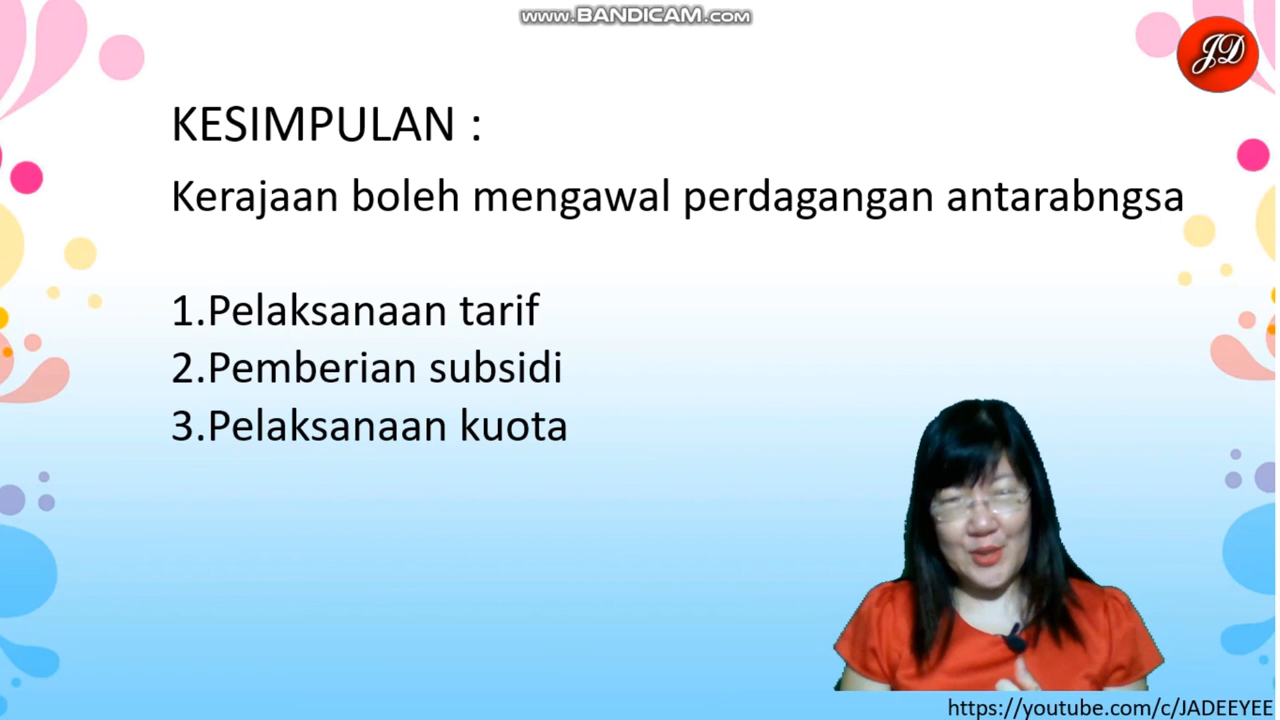 www.BANDICAM.com
JD
KESIMPULAN :
Kerajaan boleh mengawal perdagangan antarabngsa
1.Pelaksanaan tarif
2.Pemberian subsidi
3.Pelaksanaan kuota
https://youtube.com/c/JADEEYEE